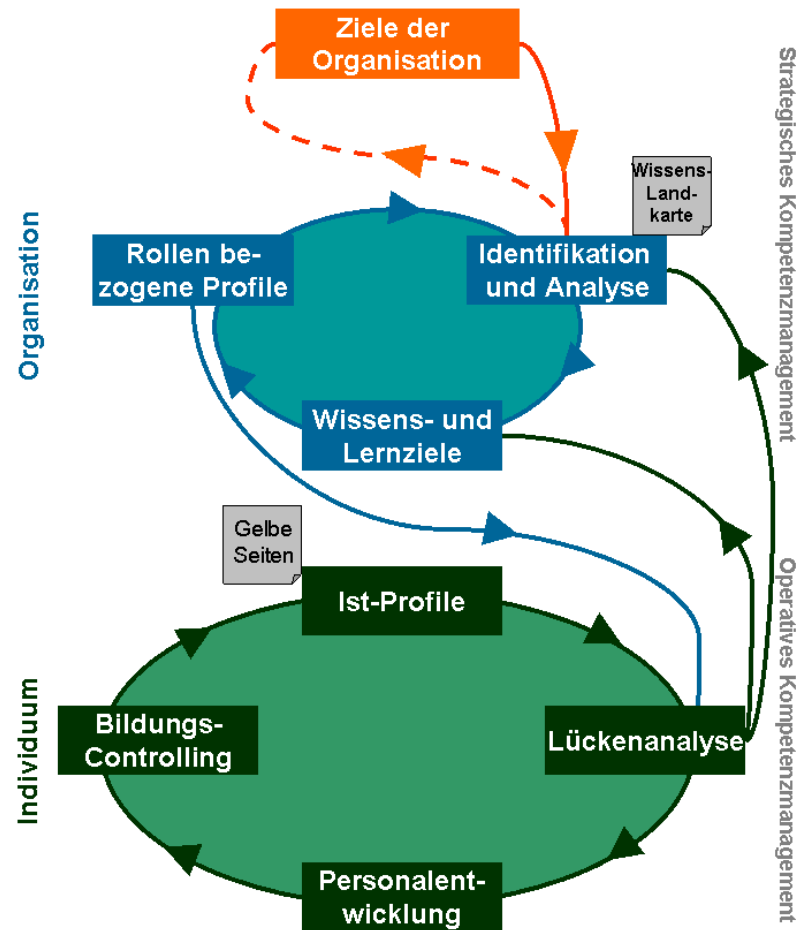 Ziele der
Organisation
Strategisches Kompetenzmanagement
Wissens-
Land-
karte
Organisation
Rollen be-
zogene Profile
Identifikation
und Analyse
Wissens- und
Lernziele
Gelbe
Seiten
Ist-Profile
Operatives Kompetenzmanagement
Individuum
Bildungs-
Controlling
Lückenanalyse
Personalent-
wicklung